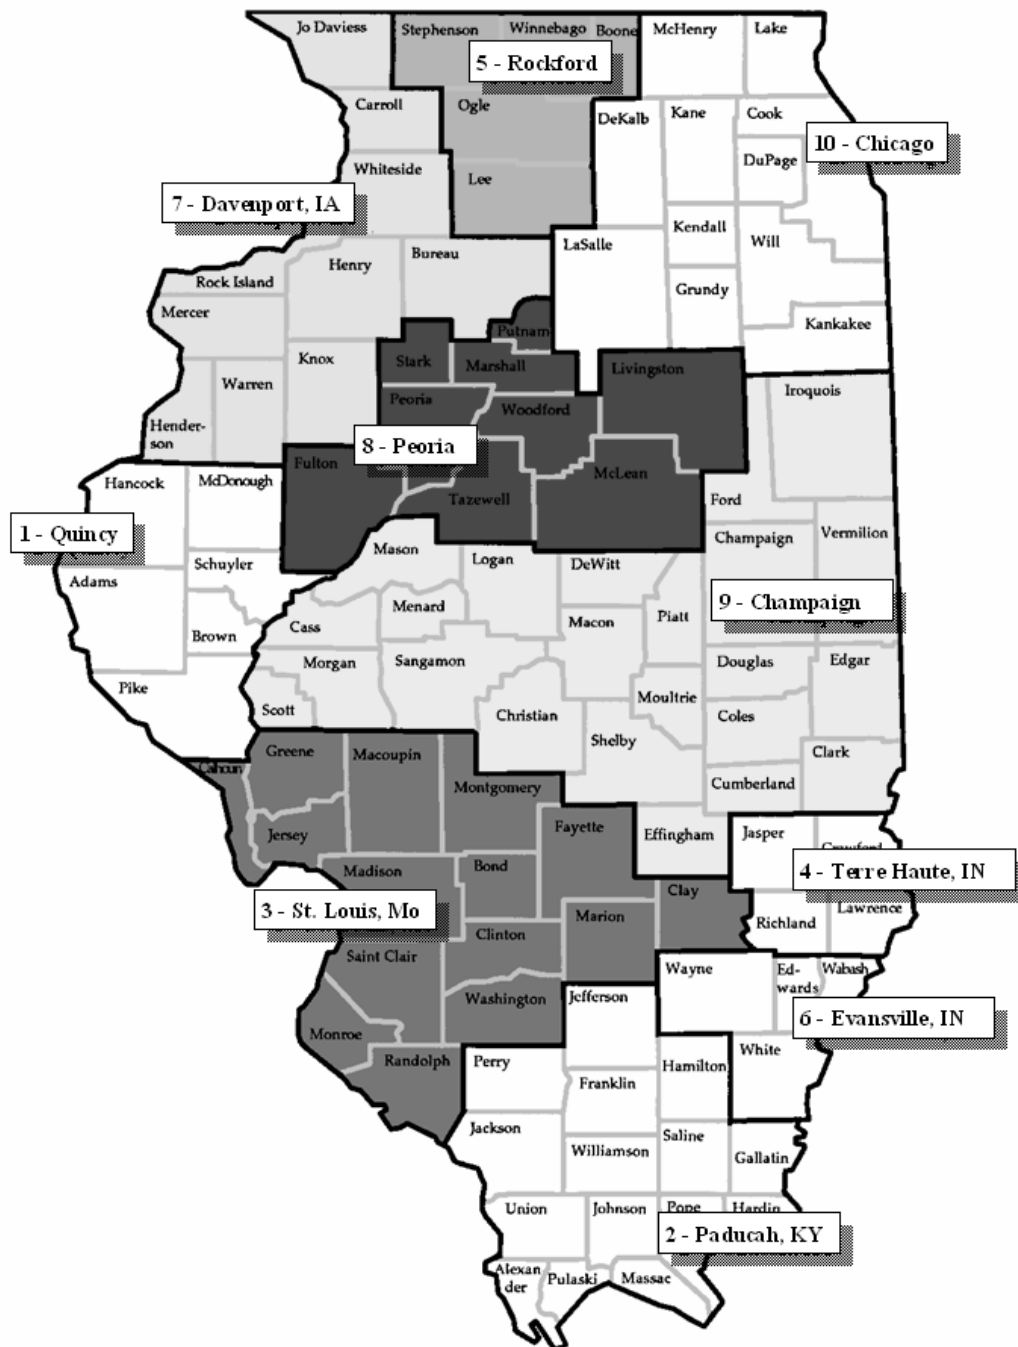 Jo Daviess
Stephenson
Winnebago
Boone
McHenry
Lake
5 - Rockford
Carroll
Ogle
DeKalb
Kane
Cook
10 - Chicago
DuPage
Whiteside
Lee
7 - Davenport, IA
Kendall
LaSalle
Will
Bureau
Henry
Rock Island
Grundy
Mercer
Kankakee
Putnam
Knox
Stark
Marshall
Livingston
Warren
Iroquois
Peoria
Woodford
Hender-
son
8 - Peoria
Fulton
McLean
Hancock
McDonough
Tazewell
Ford
1 - Quincy
Vermilion
Champaign
Mason
Logan
DeWitt
Schuyler
Adams
9 - Champaign
Menard
Piatt
Macon
Cass
Brown
Morgan
Sangamon
Douglas
Edgar
Pike
Moultrie
Scott
Christian
Coles
Shelby
Greene
Macoupin
Clark
Calhoun
Montgomery
Cumberland
Fayette
Jersey
Effingham
Jasper
Crawford
Madison
Bond
4 - Terre Haute, IN
Clay
3 - St. Louis, Mo
Marion
Lawrence
Richland
Clinton
Saint Clair
Wayne
Ed-
wards
Wabash
Washington
Jefferson
6 - Evansville, IN
Monroe
White
Randolph
Perry
Hamilton
Franklin
Jackson
Saline
Williamson
Gallatin
Union
Johnson
Pope
Hardin
2 - Paducah, KY
Alexan
der
Pulaski
Massac